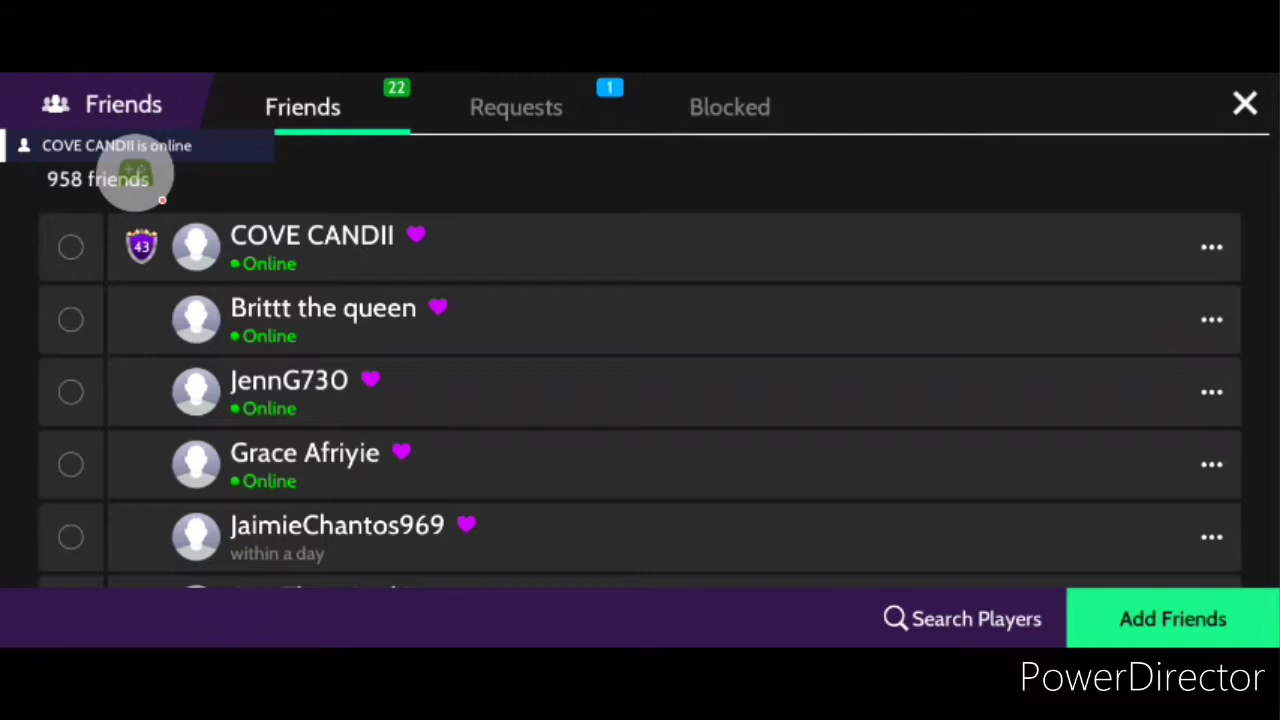 Friends
Friends
22
Requests
1
Blocked
COVE CANDII is online
958 friends
43
COVE CANDII
Online
Brittt the queen
Online
JennG730
Online
Grace Afriyie
Online
JaimieChantos969
within a day
Search Players
Add Friends
PowerDirector